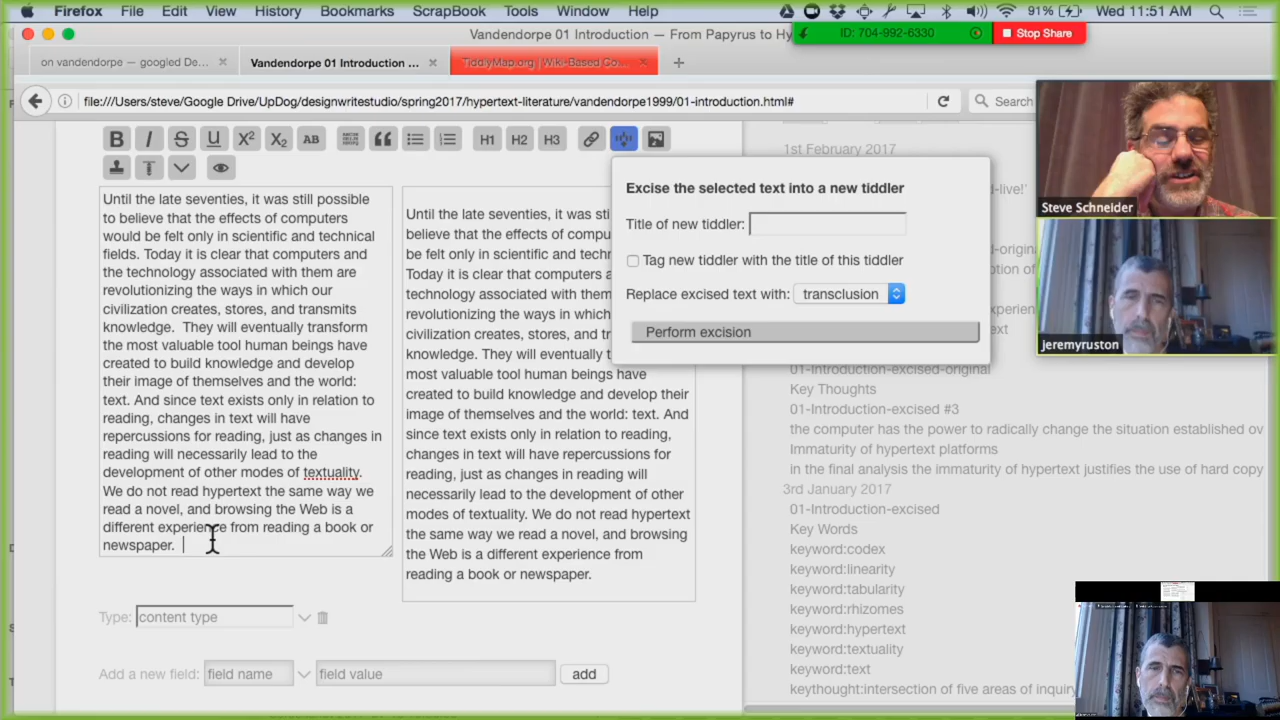 Firefox File Edit View History Bookmarks ScrapBook Tools Window Help 91% Wed 11:51 AM
Vandendorpe 01 Introduction — From Papyrus to Hy
ID: 704-992-6330 Stop Share
on vandendorpe — googled De... × Vandendorpe 01 Introduction ... × TiddlyMap.org | Wiki-Based Co... × +
file:///Users/steve/Google Drive/UpDog/designwritestudio/spring2017/hypertext-literature/vandendorpe1999/01-introduction.html# Search
B I S U X² X₂ AB H1 H2 H3
Until the late seventies, it was still possible
to believe that the effects of computers
would be felt only in scientific and technical
fields. Today it is clear that computers and
the technology associated with them are
revolutionizing the ways in which our
civilization creates, stores, and transmits
knowledge.  They will eventually transform
the most valuable tool human beings have
created to build knowledge and develop
their image of themselves and the world:
text. And since text exists only in relation to
reading, changes in text will have
repercussions for reading, just as changes in
reading will necessarily lead to the
development of other modes of textuality.
We do not read hypertext the same way we
read a novel, and browsing the Web is a
different experience from reading a book or
newspaper.
Until the late seventies, it was sti
believe that the effects of compu
be felt only in scientific and techn
Today it is clear that computers a
technology associated with them a
revolutionizing the ways in which
civilization creates, stores, and tra
knowledge. They will eventually t
most valuable tool human beings have
created to build knowledge and develop their
image of themselves and the world: text. And
since text exists only in relation to reading,
changes in text will have repercussions for
reading, just as changes in reading will
necessarily lead to the development of other
modes of textuality. We do not read hypertext
the same way we read a novel, and browsing
the Web is a different experience from
reading a book or newspaper.
Excise the selected text into a new tiddler
Title of new tiddler:
Tag new tiddler with the title of this tiddler
Replace excised text with: transclusion
Perform excision
Type: content type
Add a new field: field name field value add
1st February 2017
-live!'
d-origin
otion of
xperien
xt
01-Introduction-excised-original
Key Thoughts
01-Introduction-excised #3
the computer has the power to radically change the situation established ov
Immaturity of hypertext platforms
in the final analysis the immaturity of hypertext justifies the use of hard copy
3rd January 2017
01-Introduction-excised
Key Words
keyword:codex
keyword:linearity
keyword:tabularity
keyword:rhizomes
keyword:hypertext
keyword:textuality
keyword:text
keythought:intersection of five areas of inquiry
Steve Schneider
jeremyruston